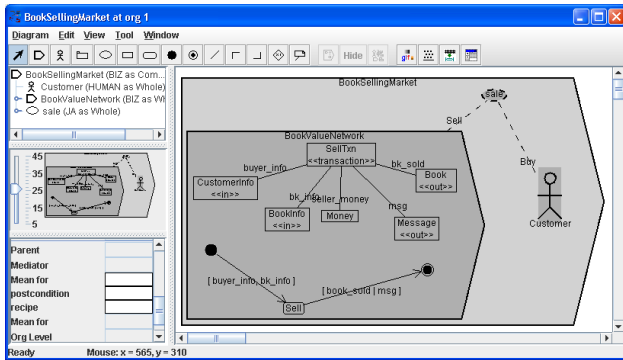 BookSellingMarket at org 1
Diagram Edit View Tool Window
Hide
BookSellingMarket (BIZ as Com...
Customer (HUMAN as Whole)
BookValueNetwork (BIZ as Wh
sale (JA as Whole)
45
35
25
15
5
Parent
Mediator
Mean for
postcondition
recipe
Mean for
Org Level
BookSellingMarket
sale
Sell
BookValueNetwork
SellTxn
<<transaction>>
buyer_info
bk_sold
Buy
CustomerInfo
<<in>>
Book
<<out>>
bk_info
seller_money
msg
BookInfo
<<in>>
Money
Message
<<out>>
Customer
[ buyer_info, bk_info ]
[ book_sold | msg ]
Sell
Ready Mouse: x = 565, y = 310